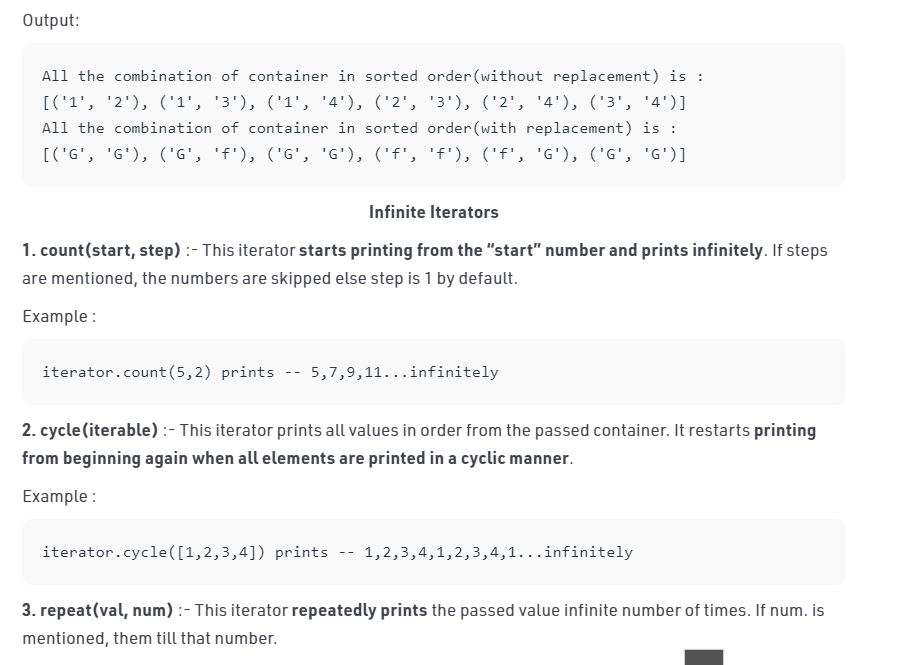 Output:
All the combination of container in sorted order(without replacement) is :
[('1', '2'), ('1', '3'), ('1', '4'), ('2', '3'), ('2', '4'), ('3', '4')]
All the combination of container in sorted order(with replacement) is :
[('G', 'G'), ('G', 'f'), ('G', 'G'), ('f', 'f'), ('f', 'G'), ('G', 'G')]
Infinite Iterators
1. count(start, step) :- This iterator starts printing from the “start” number and prints infinitely. If steps
are mentioned, the numbers are skipped else step is 1 by default.
Example :
iterator.count(5,2) prints -- 5,7,9,11...infinitely
2. cycle(iterable) :- This iterator prints all values in order from the passed container. It restarts printing
from beginning again when all elements are printed in a cyclic manner.
Example :
iterator.cycle([1,2,3,4]) prints -- 1,2,3,4,1,2,3,4,1...infinitely
3. repeat(val, num) :- This iterator repeatedly prints the passed value infinite number of times. If num. is
mentioned, them till that number.